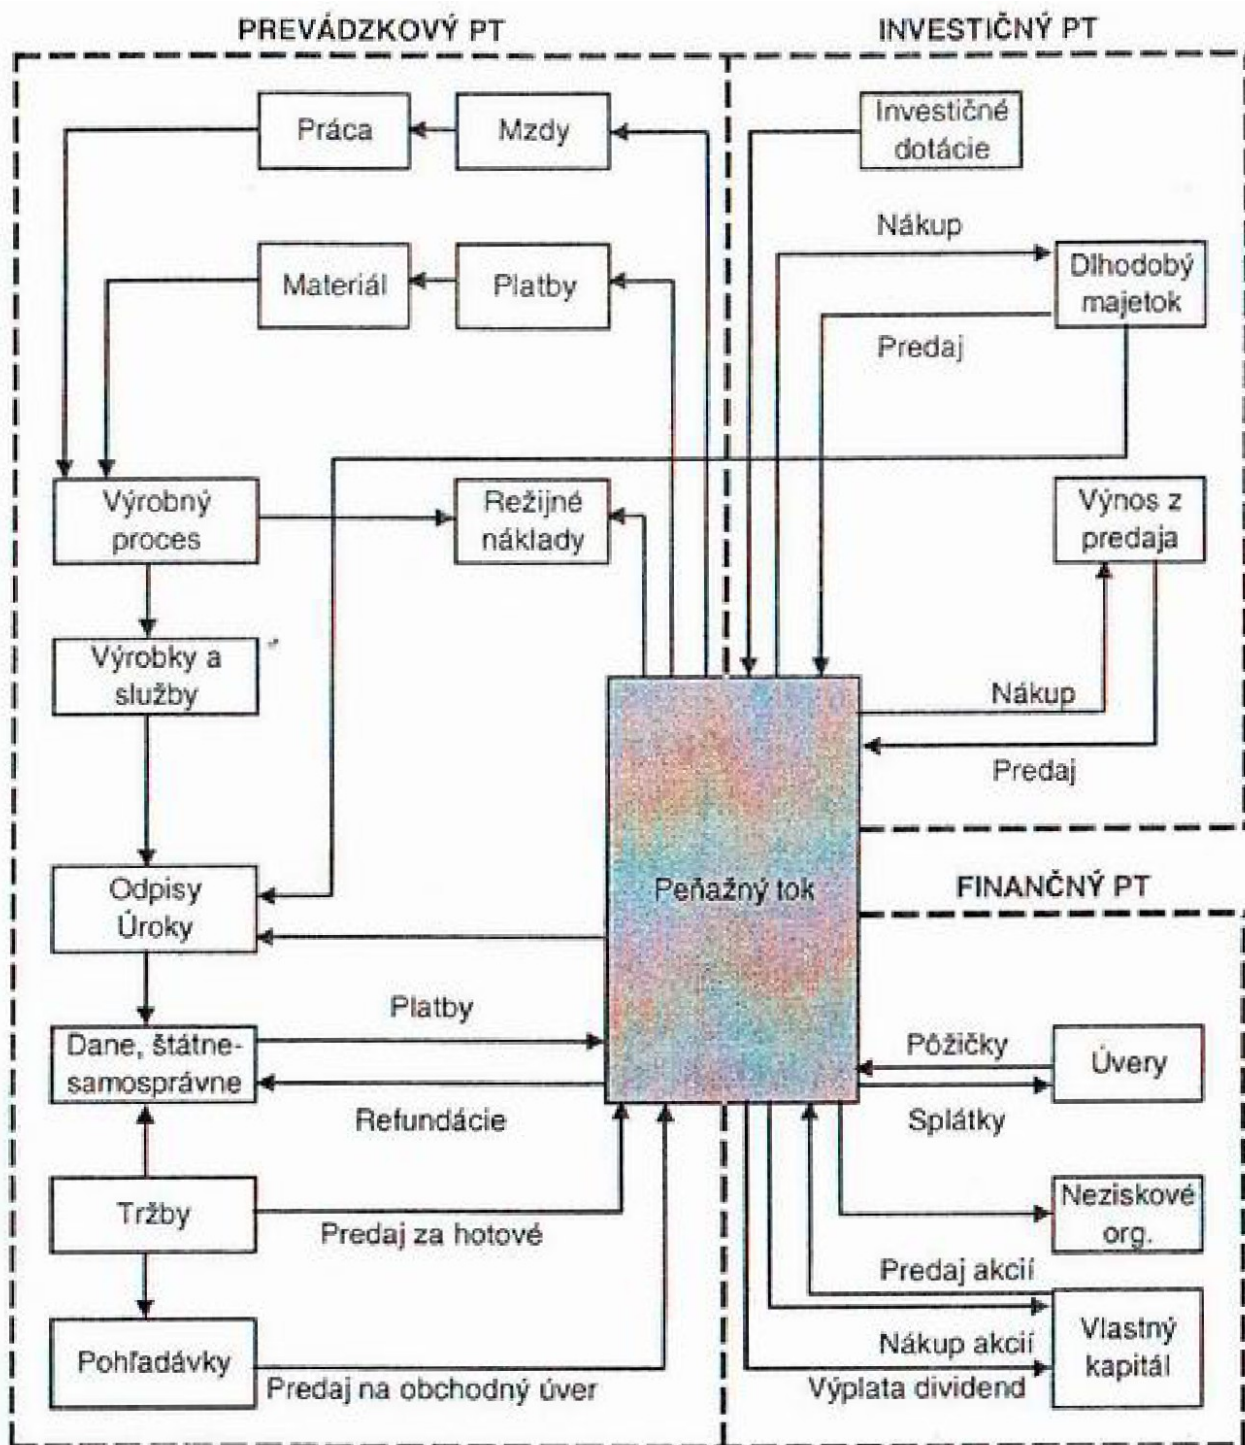 PREVÁDZKOVÝ PT
INVESTIČNÝ PT
Práca
Mzdy
Investičné
dotácie
Nákup
Materiál
Platby
Dlhodobý
majetok
Predaj
Výrobný
proces
Režijné
náklady
Výnos z
predaja
Výrobky a
služby
Nákup
Predaj
Odpisy
Úroky
Peňažný tok
FINANČNÝ PT
Platby
Dane, štátne-
samosprávne
Pôžičky
Úvery
Refundácie
Splátky
Tržby
Predaj za hotové
Neziskové
org.
Predaj akcií
Vlastný
kapitál
Nákup akcií
Pohľadávky
Predaj na obchodný úver
Výplata dividend